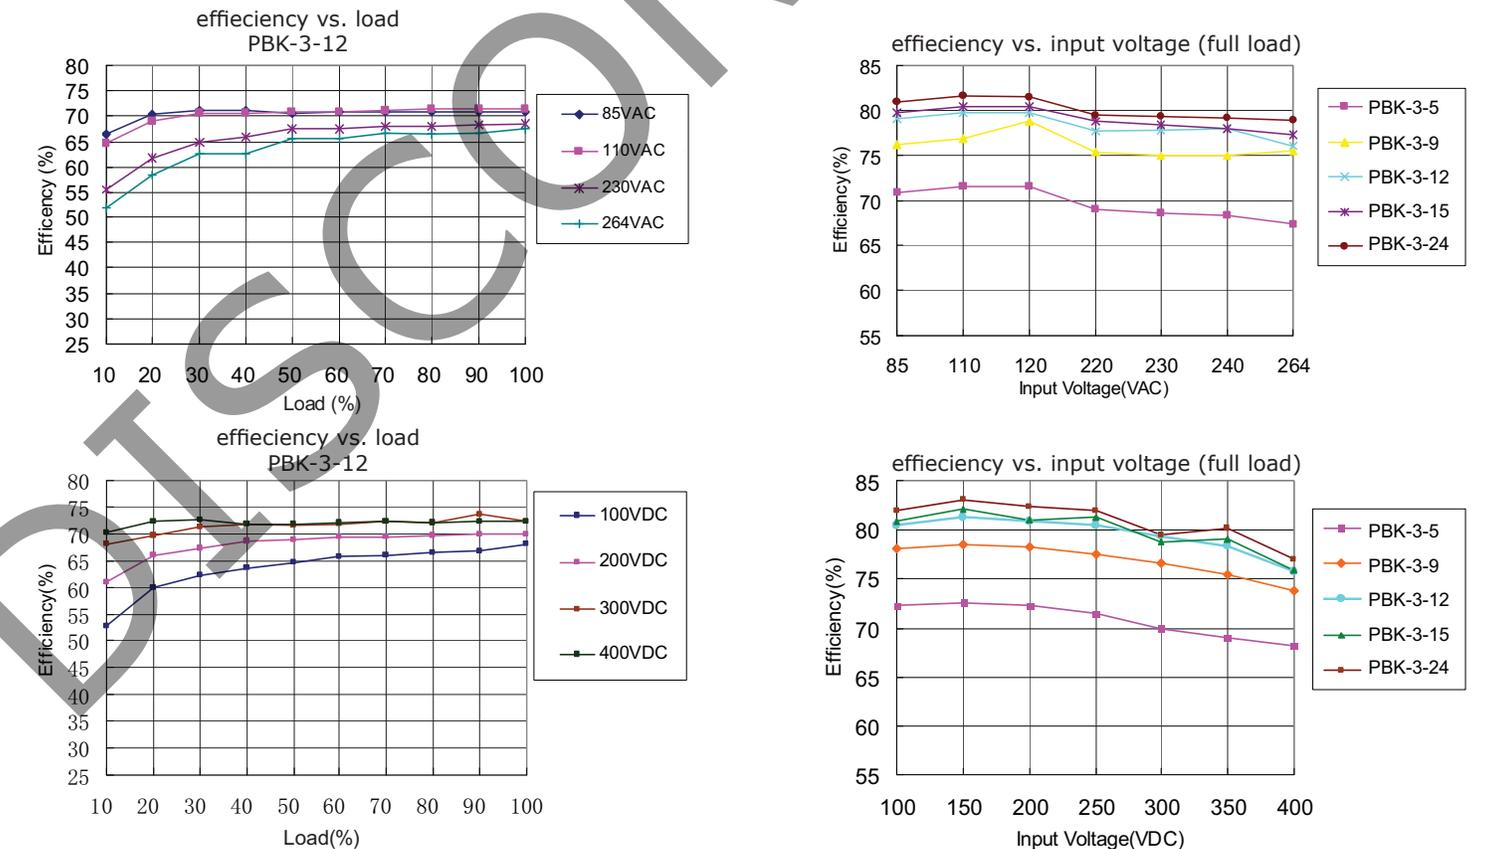 effieciency vs. load
PBK-3-12
80
75
70
65
60
55
50
45
40
35
30
25
Efficency (%)
10 20 30 40 50 60 70 80 90 100
Load (%)
85VAC
110VAC
230VAC
264VAC
effieciency vs. input voltage (full load)
85
80
75
70
65
60
55
Efficiency(%)
85 110 120 220 230 240 264
Input Voltage(VAC)
PBK-3-5
PBK-3-9
PBK-3-12
PBK-3-15
PBK-3-24
effieciency vs. load
PBK-3-12
80
75
70
65
60
55
50
45
40
35
30
25
Efficiency(%)
10 20 30 40 50 60 70 80 90 100
Load(%)
100VDC
200VDC
300VDC
400VDC
effieciency vs. input voltage (full load)
85
80
75
70
65
60
55
Efficiency(%)
100 150 200 250 300 350 400
Input Voltage(VDC)
PBK-3-5
PBK-3-9
PBK-3-12
PBK-3-15
PBK-3-24